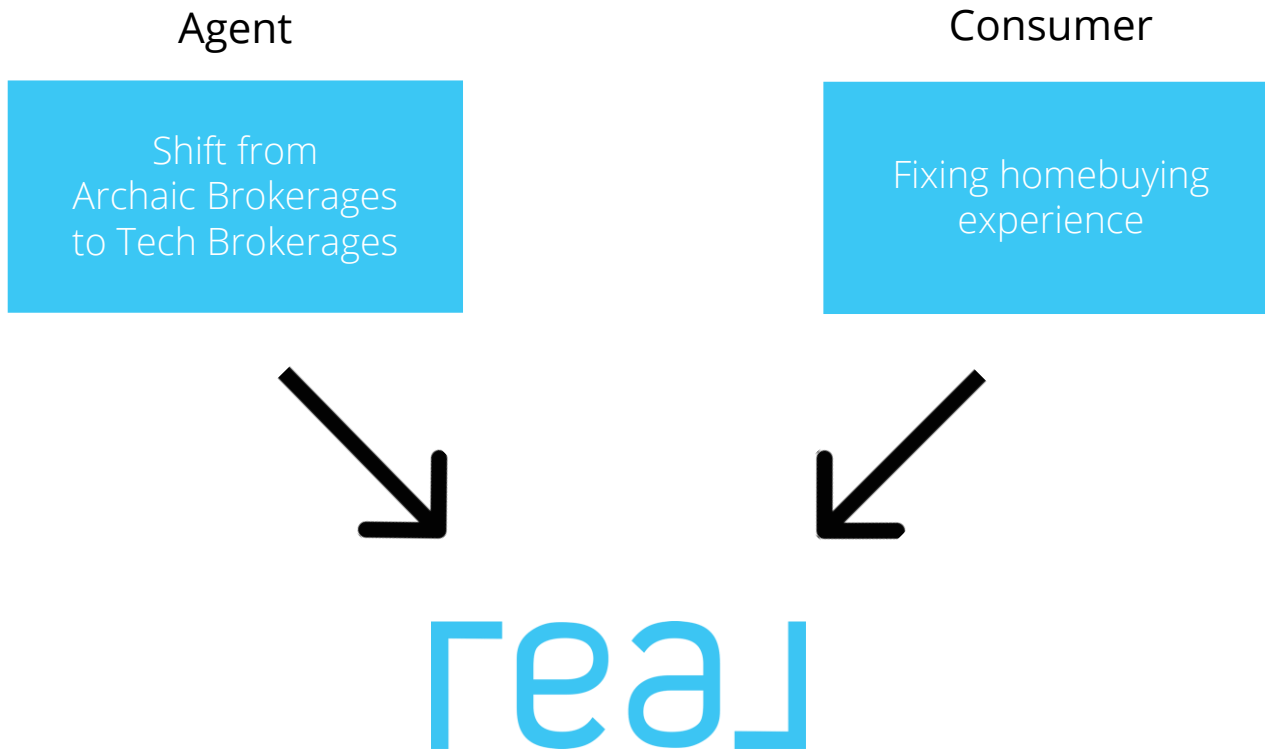 Agent
Shift from
Archaic Brokerages
to Tech Brokerages
Consumer
Fixing homebuying
experience
real